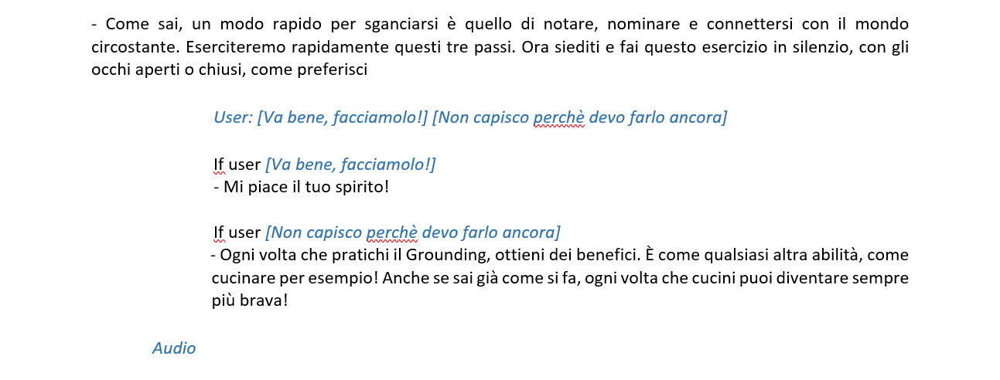 - Come sai, un modo rapido per sganciarsi è quello di notare, nominare e connettersi con il mondo
circostante. Eserciteremo rapidamente questi tre passi. Ora siediti e fai questo esercizio in silenzio, con gli
occhi aperti o chiusi, come preferisci
User: [Va bene, facciamolo!] [Non capisco perchè devo farlo ancora]
If user [Va bene, facciamolo!]
- Mi piace il tuo spirito!
If user [Non capisco perchè devo farlo ancora]
- Ogni volta che pratichi il Grounding, ottieni dei benefici. È come qualsiasi altra abilità, come
cucinare per esempio! Anche se sai già come si fa, ogni volta che cucini puoi diventare sempre
più brava!
Audio